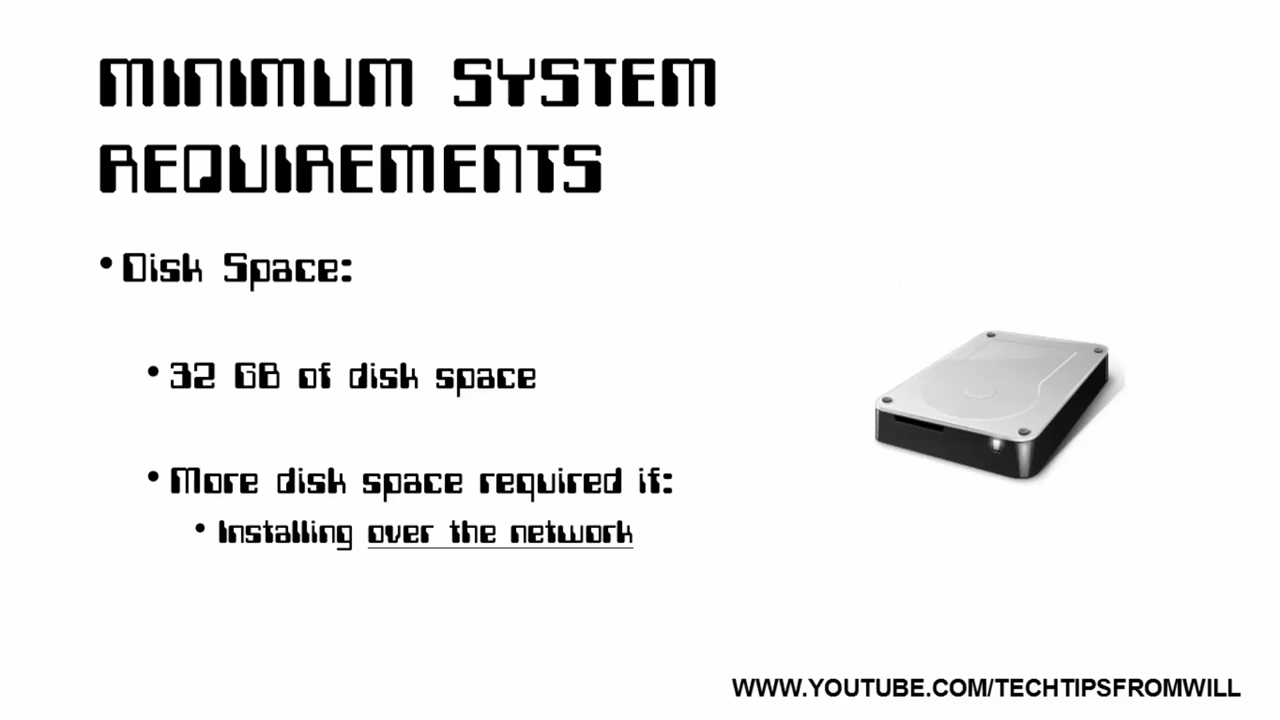 MINIMUM SYSTEM
REQUIREMENTS
• Disk Space:
• 32 GB of disk space
• More disk space required if:
• Installing over the network
WWW.YOUTUBE.COM/TECHTIPSFROMWILL